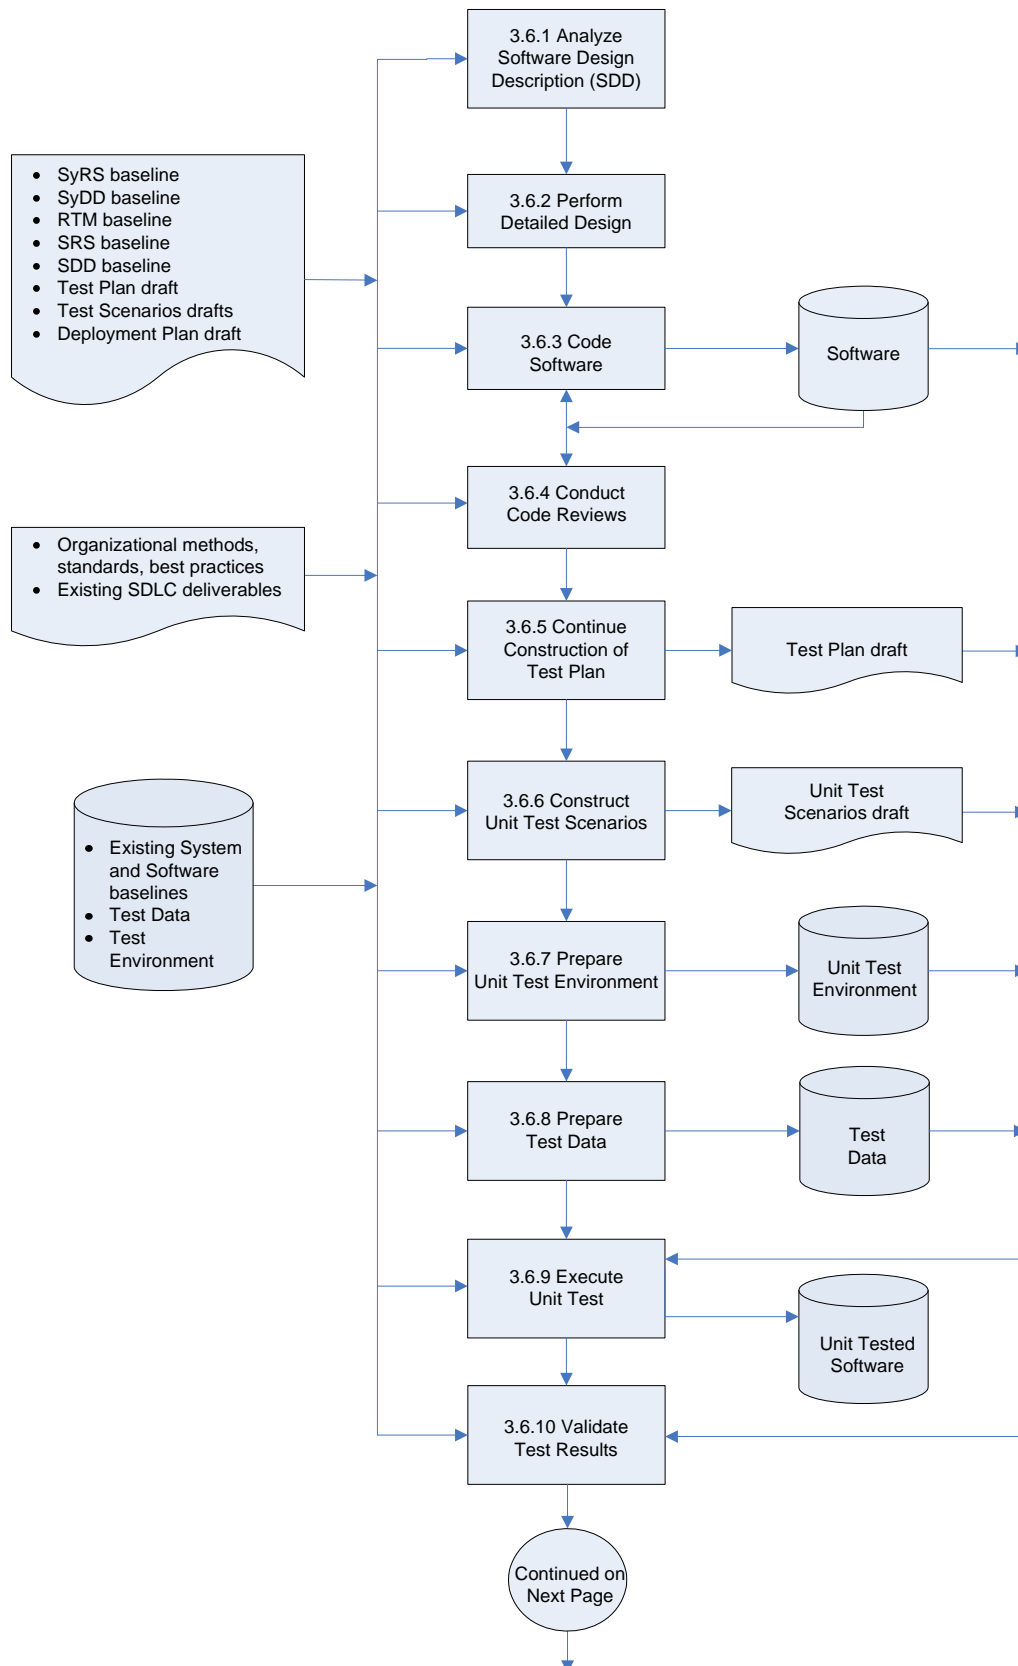 3.6.1 Analyze
Software Design
Description (SDD)
• SyRS baseline
• SyDD baseline
• RTM baseline
• SRS baseline
• SDD baseline
• Test Plan draft
• Test Scenarios drafts
• Deployment Plan draft
3.6.2 Perform
Detailed Design
3.6.3 Code
Software
Software
3.6.4 Conduct
Code Reviews
• Organizational methods,
standards, best practices
• Existing SDLC deliverables
3.6.5 Continue
Construction of
Test Plan
Test Plan draft
3.6.6 Construct
Unit Test Scenarios
Unit Test
Scenarios draft
• Existing System
and Software
baselines
• Test Data
• Test
Environment
3.6.7 Prepare
Unit Test Environment
Unit Test
Environment
3.6.8 Prepare
Test Data
Test
Data
3.6.9 Execute
Unit Test
Unit Tested
Software
3.6.10 Validate
Test Results
Continued on
Next Page